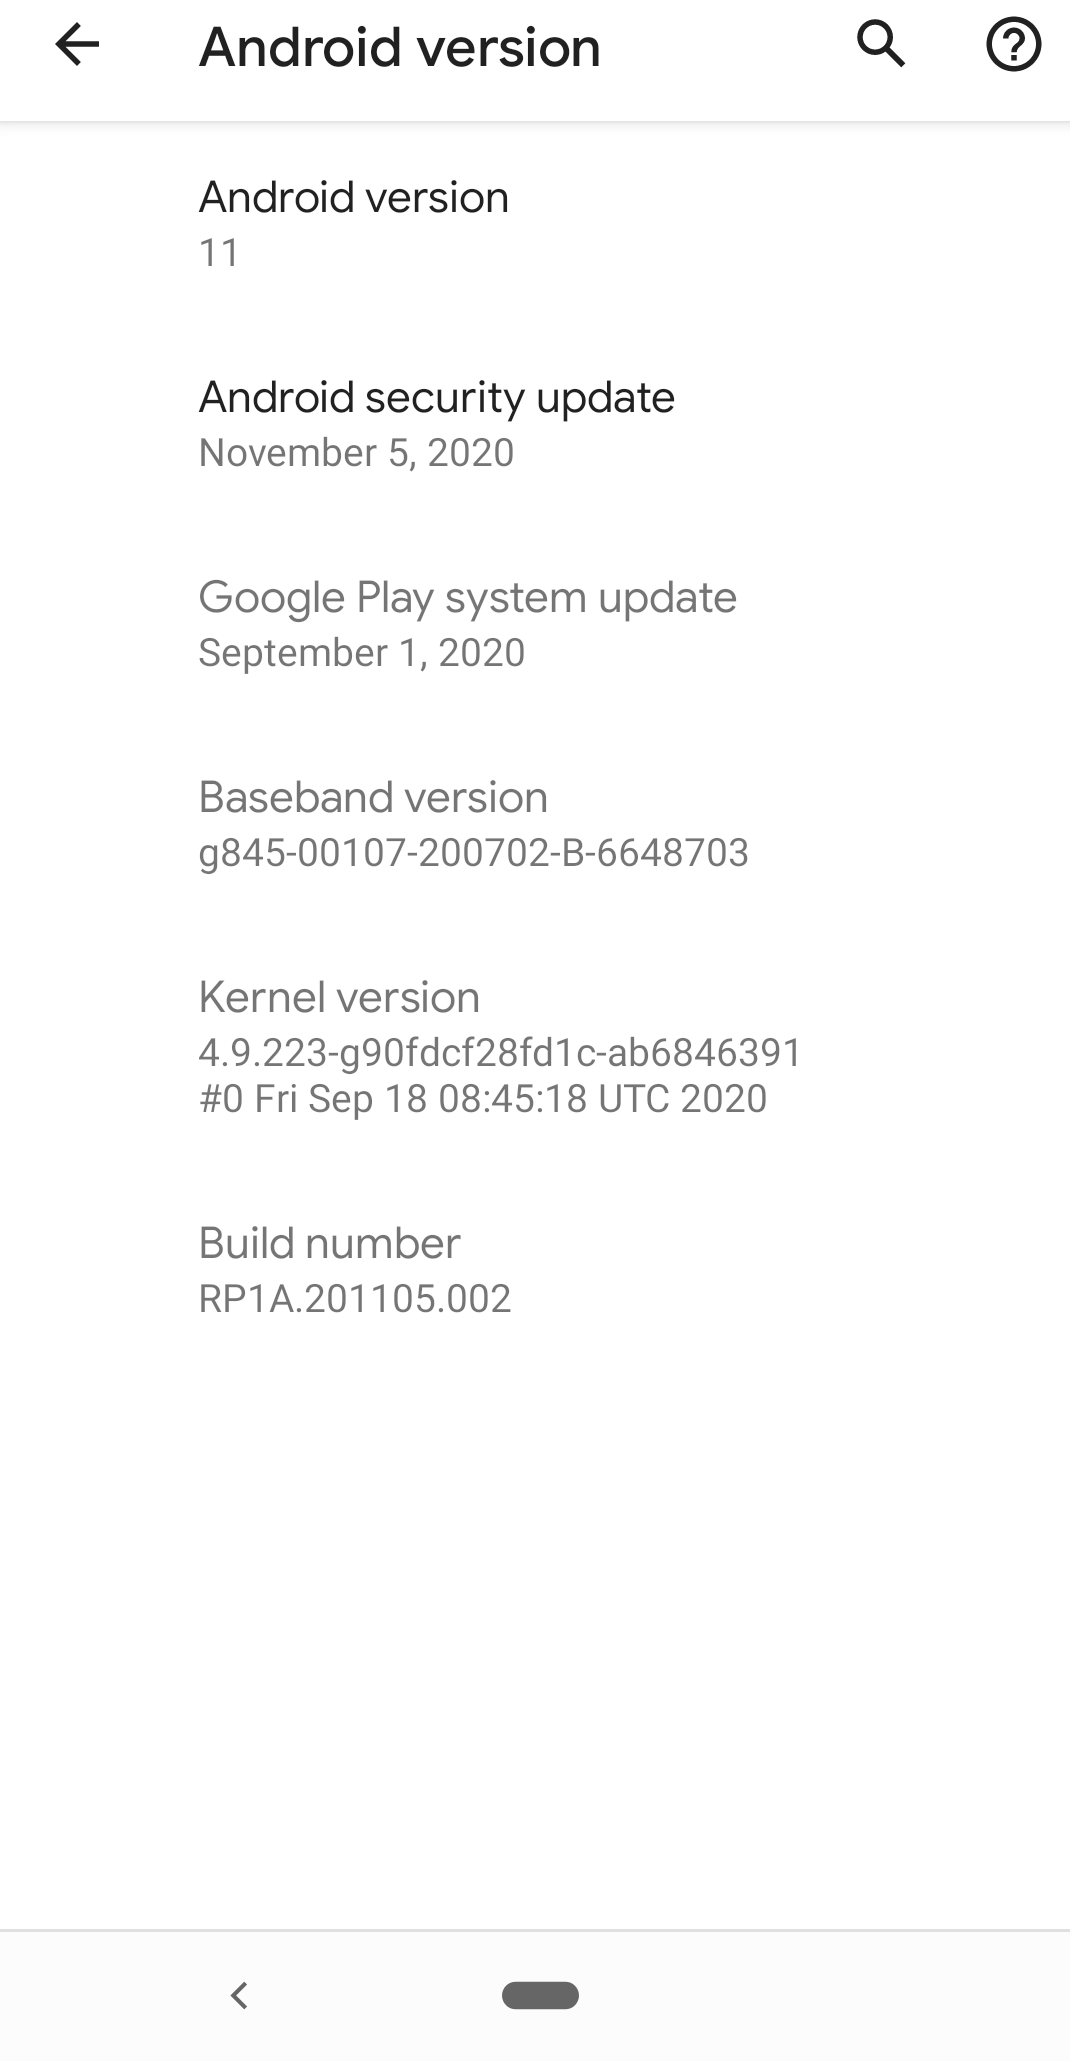 Android version
Android version
11
Android security update
November 5, 2020
Google Play system update
September 1, 2020
Baseband version
g845-00107-200702-B-6648703
Kernel version
4.9.223-g90fdcf28fd1c-ab6846391
#0 Fri Sep 18 08:45:18 UTC 2020
Build number
RP1A.201105.002